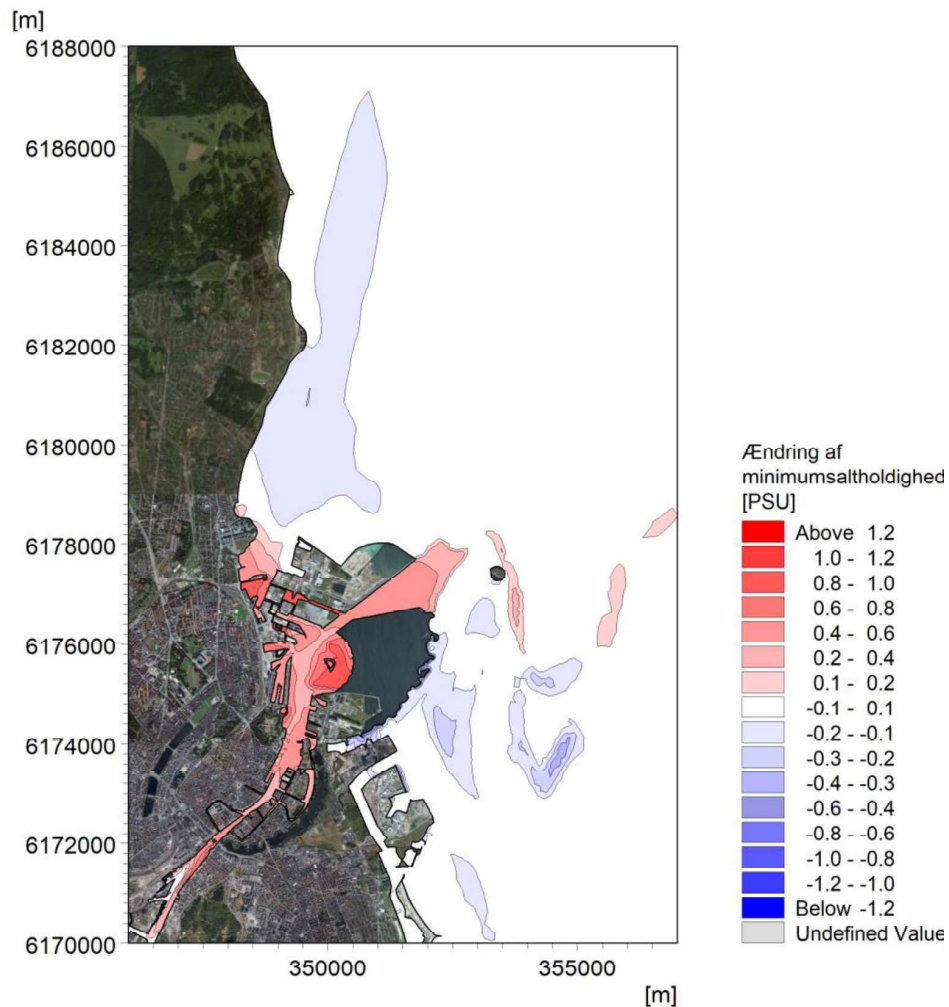 [m]
6188000
6186000
6184000
6182000
6180000
6178000
6176000
6174000
6172000
6170000
350000
355000
[m]
Ændring af
minimumsaltholdighed
[PSU]
Above 1.2
1.0 - 1.2
0.8 - 1.0
0.6 - 0.8
0.4 - 0.6
0.2 - 0.4
0.1 - 0.2
-0.1 - 0.1
-0.2 - -0.1
-0.3 - -0.2
-0.4 - -0.3
-0.6 - -0.4
-0.8 - -0.6
-1.0 - -0.8
-1.2 - -1.0
Below -1.2
Undefined Value